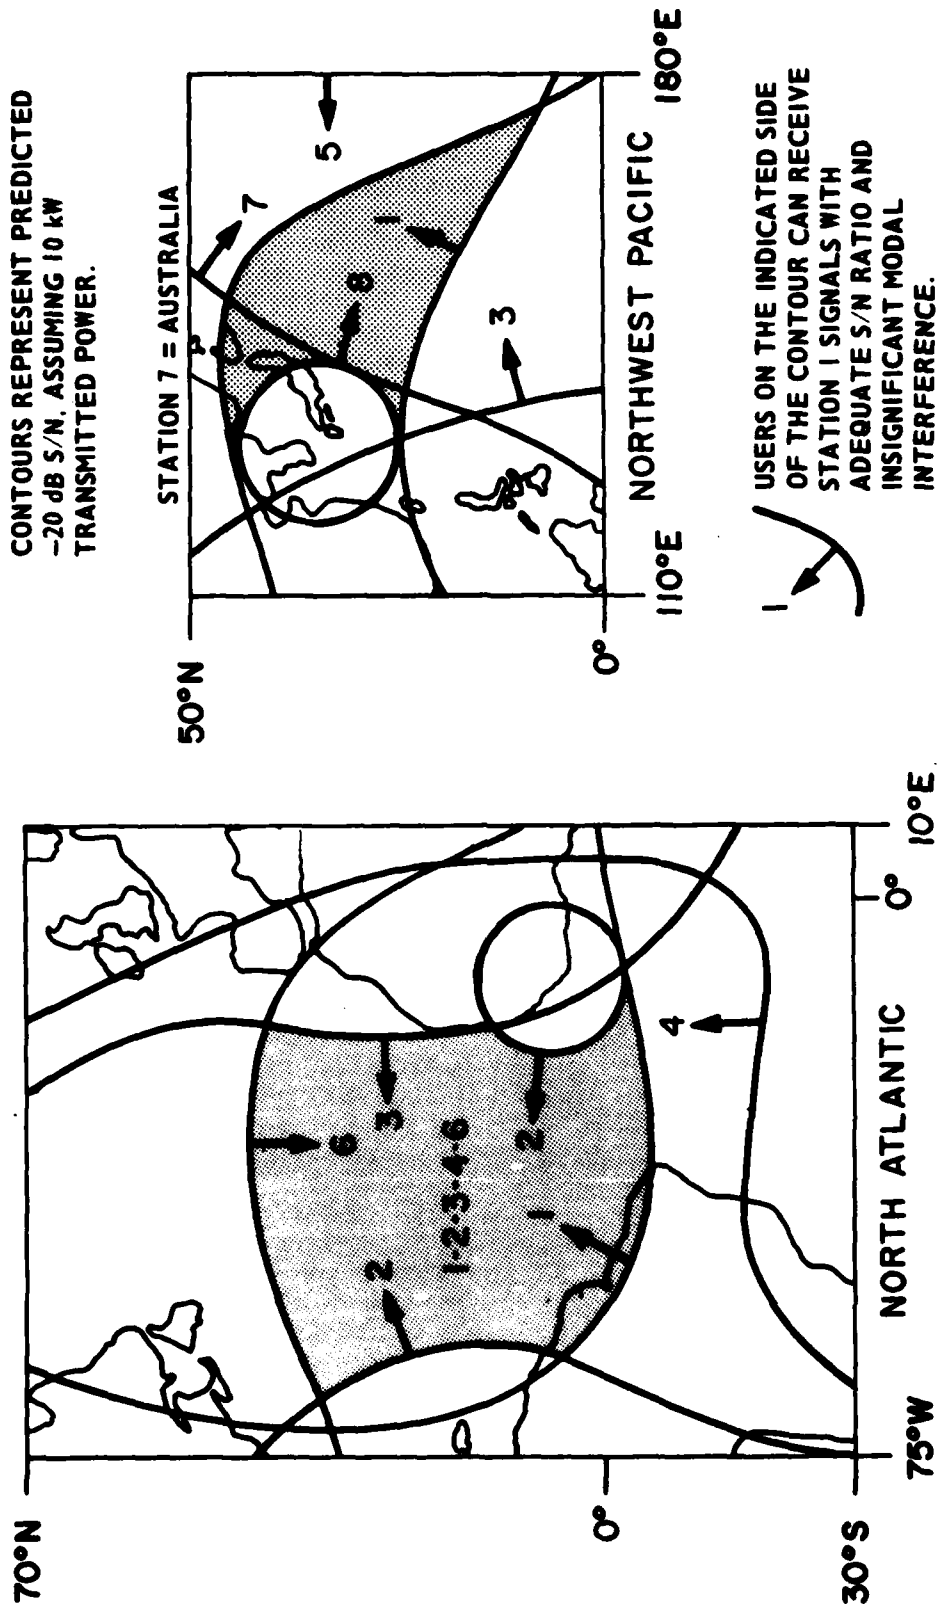 CONTOURS REPRESENT PREDICTED
-20 dB S/N. ASSUMING 10 kW
TRANSMITTED POWER.
70°N
0°
30°S
75°W
0°
10°E
6
3
2
1·2·3·4·6
2
1
4
NORTH ATLANTIC
STATION 7 = AUSTRALIA
50°N
0°
110°E
180°E
7
5
1
8
3
NORTHWEST PACIFIC
1
USERS ON THE INDICATED SIDE
OF THE CONTOUR CAN RECEIVE
STATION 1 SIGNALS WITH
ADEQUATE S/N RATIO AND
INSIGNIFICANT MODAL
INTERFERENCE.